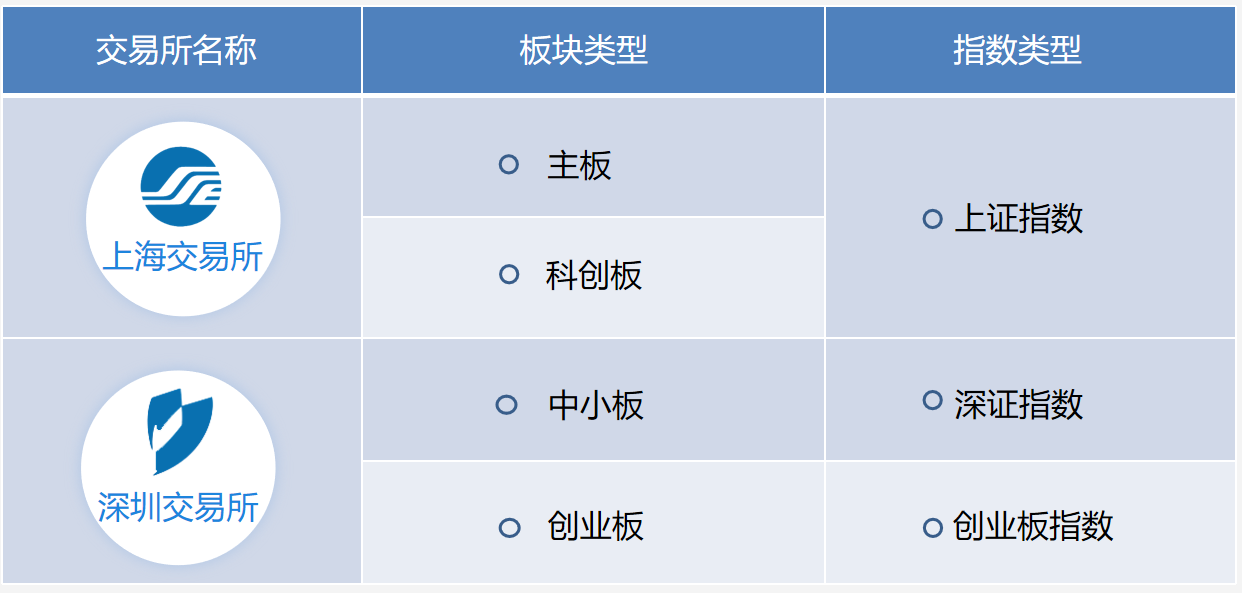 交易所名称 板块类型 指数类型
主板
上证指数
上海交易所
科创板
中小板
深证指数
深圳交易所
创业板
创业板指数